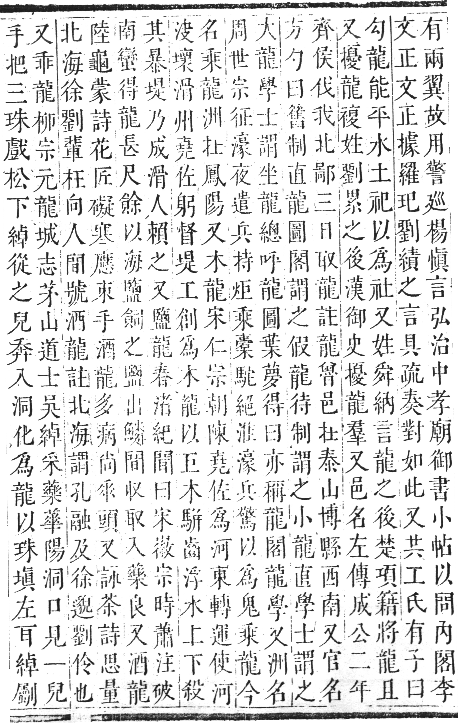 有兩翼故用警巡楊慎言弘治中孝廟御書小帖以問內閣李
文正文正據羅玘劉績之言具疏奏對如此又共工氏有子曰
勾龍能平水土祀以爲社又姓舜納言龍之後楚項籍將龍且
又擾龍複姓劉累之後漢御史擾龍羣又邑名左傳成公二年
齊侯伐我北鄙三日取龍註龍魯邑在泰山博縣西南又官名
方勺曰舊制直龍圖閣謂之假龍待制謂之小龍直學士謂之
大龍學士謂坐龍總呼龍圖葉夢得曰亦稱龍閣龍學又洲名
周世宗征濠夜遣兵持炬乘橐駝絕淮濠兵驚以爲鬼乘龍今
名乘龍洲在鳳陽又木龍宋仁宗朝陳堯佐爲河東轉運使河
決壞滑州堯佐躬督堤工創爲木龍以巨木駢齒浮水上下殺
其暴堤乃成滑人賴之又鹽龍春渚紀聞曰宋徽宗時蕭注破
南蠻得龍長尺餘以海鹽飼之鹽出鱗間收取入藥良又酒龍
陸龜蒙詩花匠礙寒應束手酒龍多病尚垂頭又詠茶詩思量
北海徐劉輩枉向人間號酒龍註北海謂孔融及徐邈劉伶也
又乖龍柳宗元龍城志茅山道士吳綽采藥華陽洞口見一兒
手把三珠戲松下綽從之兒奔入洞化爲龍以珠塡左耳綽劚